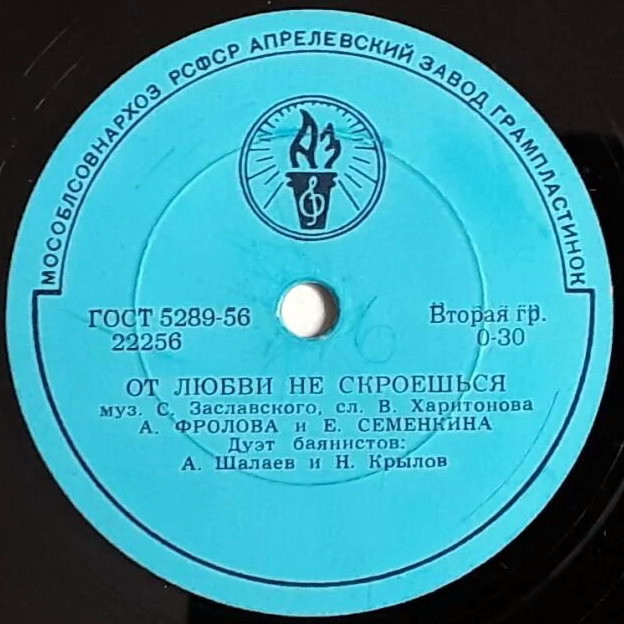 МОСОБЛСОВНАРХОЗ РСФСР АПРЕЛЕВСКИЙ ЗАВОД ГРАМПЛАСТИНОК
АЗ
ГОСТ 5289-56
22256
Вторая гр.
0-30
ОТ ЛЮБВИ НЕ СКРОЕШЬСЯ
муз. С. Заславского, сл. В. Харитонова
А. ФРОЛОВА и Е. СЕМЕНКИНА
Дуэт баянистов:
А. Шалаев и Н. Крылов